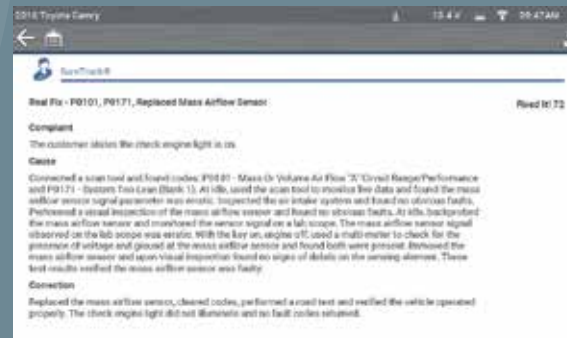 2010 Toyota Camry 13.4 V 09:47AM
SureTrack®
Real Fix - P0101, P0171, Replaced Mass Airflow Sensor Fixed It! 72
Complaint
The customer states the check engine light is on.
Cause
Connected a scan tool and found codes: P0101 - Mass Or Volume Air Flow "A" Circuit Range/Performance
and P0171 - System Too Lean (Bank 1). At idle, used the scan tool to monitor live data and found the mass
airflow sensor signal parameter was erratic. Inspected the air intake system and found no obvious faults.
Performed a visual inspection of the mass airflow sensor and found no obvious faults. At idle, backprobed
the mass airflow sensor and monitored the sensor signal on a lab scope. The mass airflow sensor signal
observed on the lab scope was erratic. With the key on, engine off, used a multi-meter to check for the
presence of voltage and ground at the mass airflow sensor and found both were present. Removed the
mass airflow sensor and upon visual inspection found no signs of debris on the sensing element. These
test results verified the mass airflow sensor was faulty.
Correction
Replaced the mass airflow sensor, cleared codes, performed a road test and verified the vehicle operated
properly. The check engine light did not illuminate and no fault codes returned.